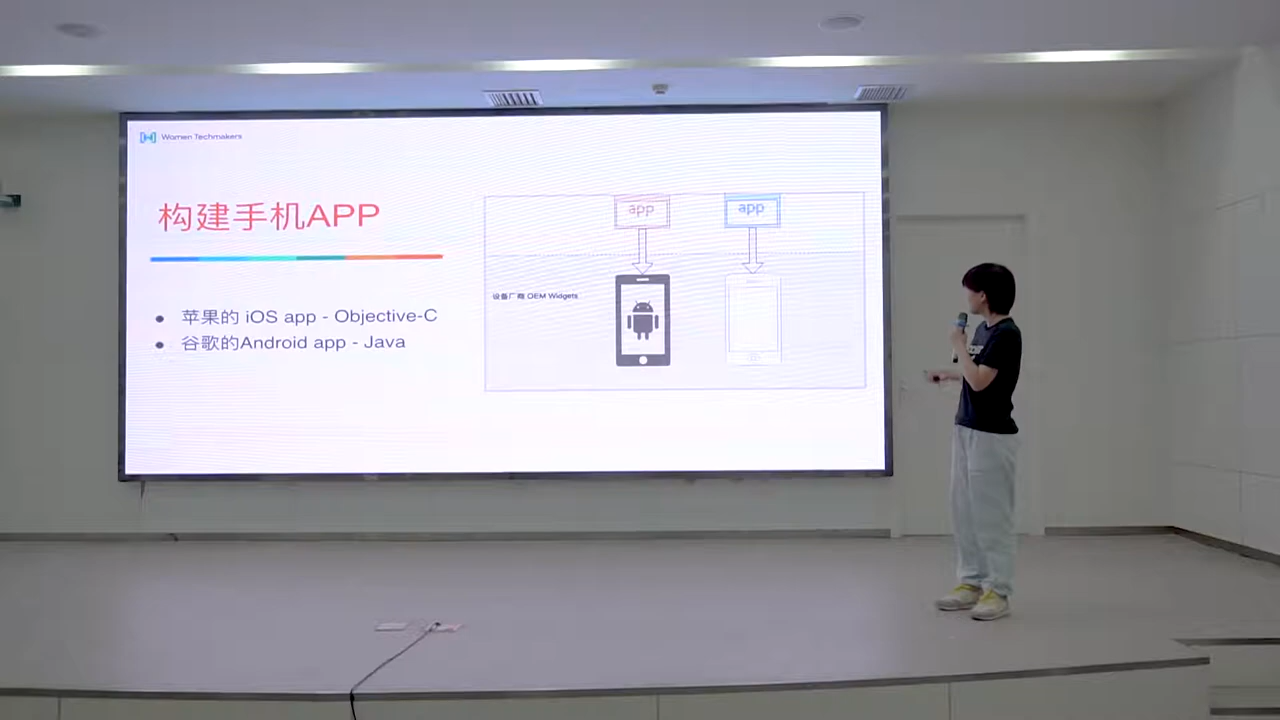 Women Techmakers
构建手机APP
苹果的 iOS app - Objective-C
谷歌的Android app - Java
app
app
设备厂商 OEM Widgets